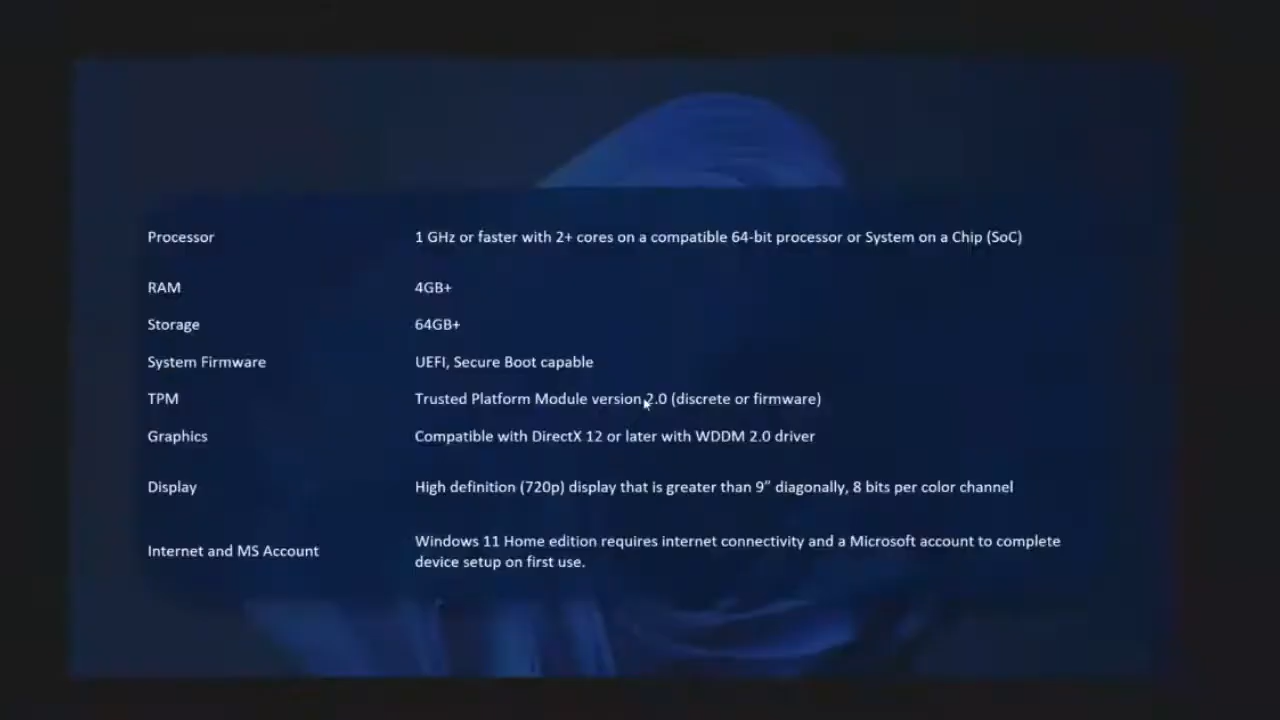 Processor 1 GHz or faster with 2+ cores on a compatible 64-bit processor or System on a Chip (SoC)
RAM 4GB+
Storage 64GB+
System Firmware UEFI, Secure Boot capable
TPM Trusted Platform Module version 2.0 (discrete or firmware)
Graphics Compatible with DirectX 12 or later with WDDM 2.0 driver
Display High definition (720p) display that is greater than 9” diagonally, 8 bits per color channel
Internet and MS Account Windows 11 Home edition requires internet connectivity and a Microsoft account to complete
device setup on first use.